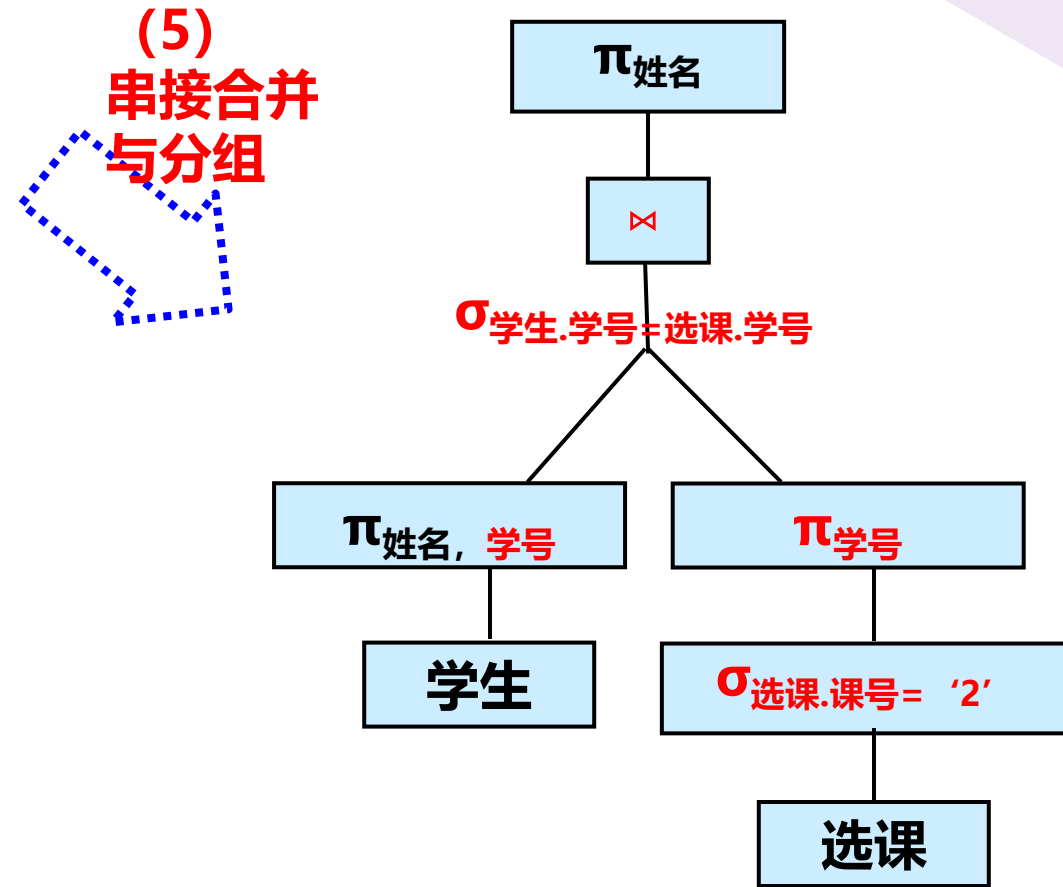 (5)
串接合并
与分组
π姓名
⋈
σ学生.学号=选课.学号
π姓名，学号
π学号
学生
σ选课.课号=‘2’
选课